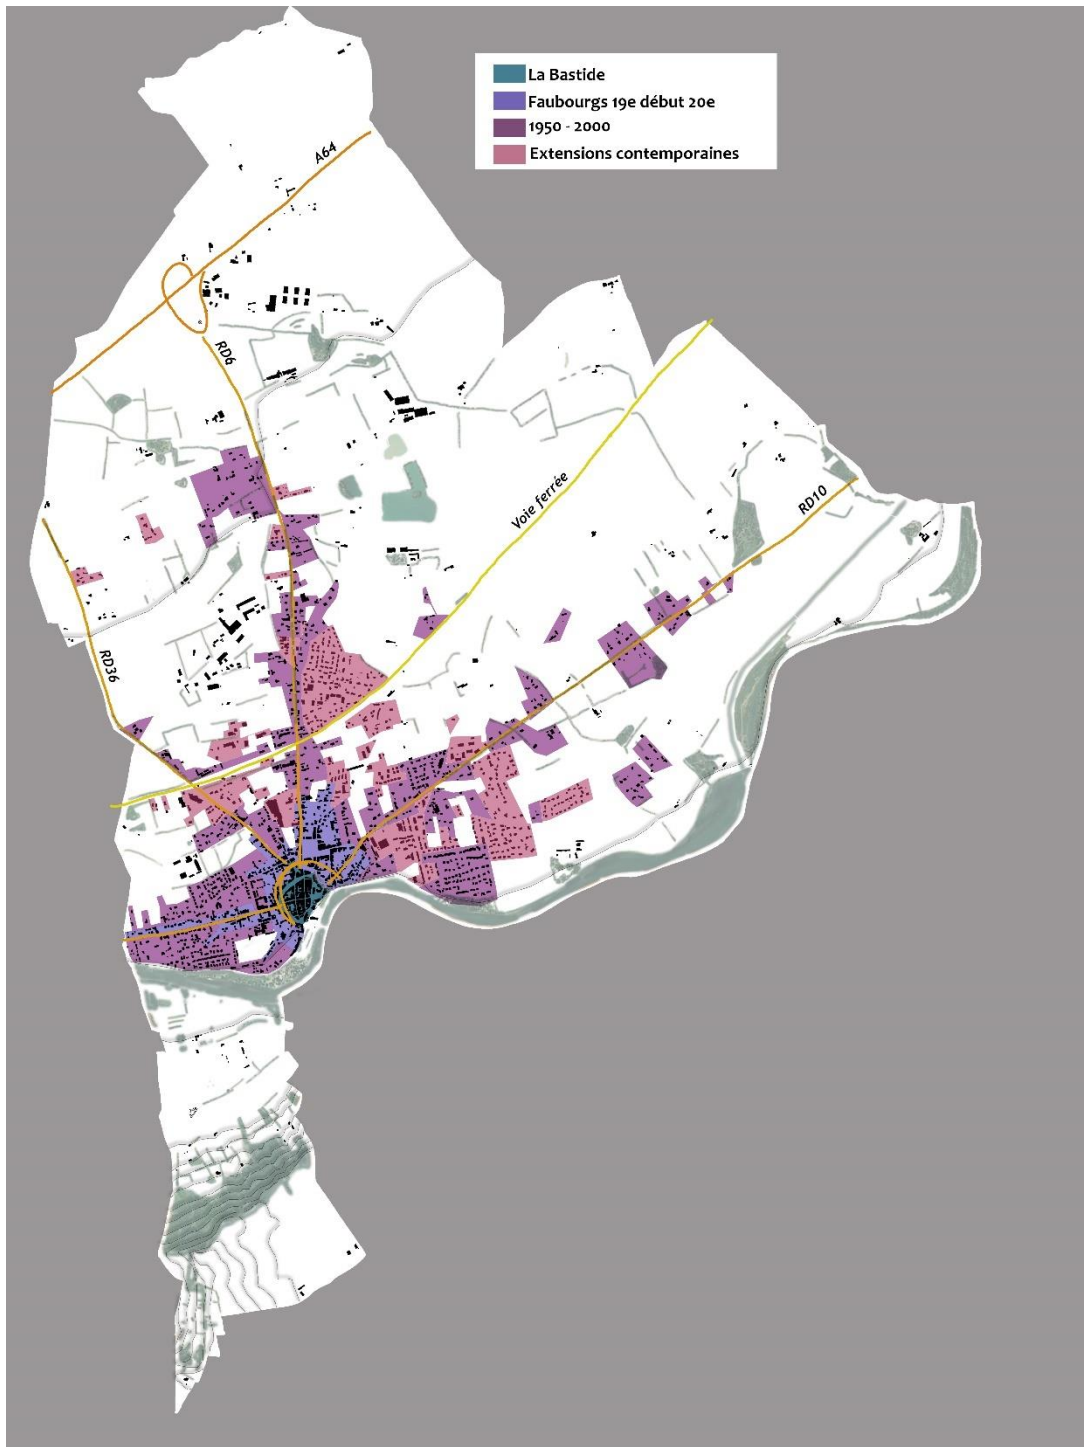 La Bastide
Faubourgs 19e début 20e
1950 - 2000
Extensions contemporaines
A64
RD6
Voie ferrée
RD10
RD36